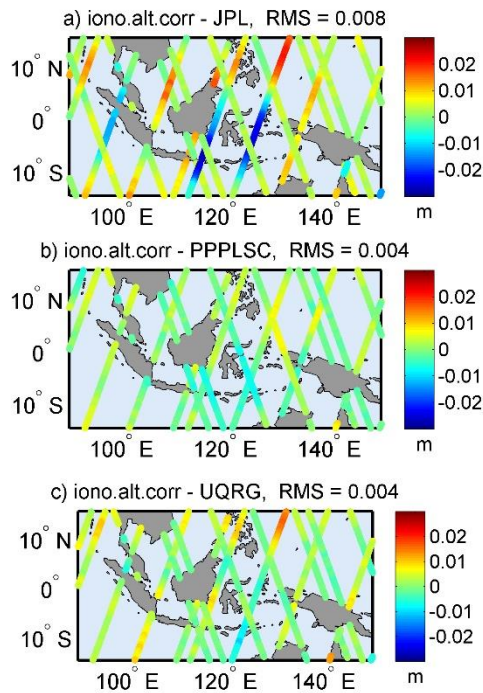 a) iono.alt.corr - JPL, RMS = 0.008
10° N
0°
10° S
100° E
120° E
140° E
0.02
0.01
0
-0.01
-0.02
m
b) iono.alt.corr - PPPLSC, RMS = 0.004
10° N
0°
10° S
100° E
120° E
140° E
0.02
0.01
0
-0.01
-0.02
m
c) iono.alt.corr - UQRG, RMS = 0.004
10° N
0°
10° S
100° E
120° E
140° E
0.02
0.01
0
-0.01
-0.02
m